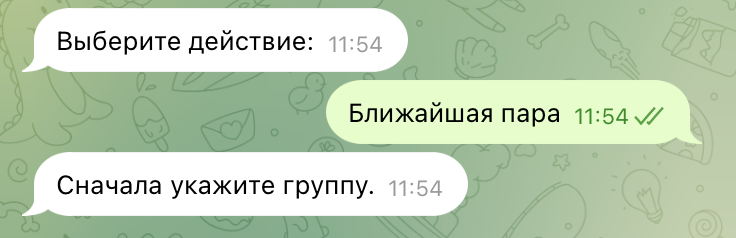 Выберите действие: 11:54
Ближайшая пара 11:54
Сначала укажите группу. 11:54